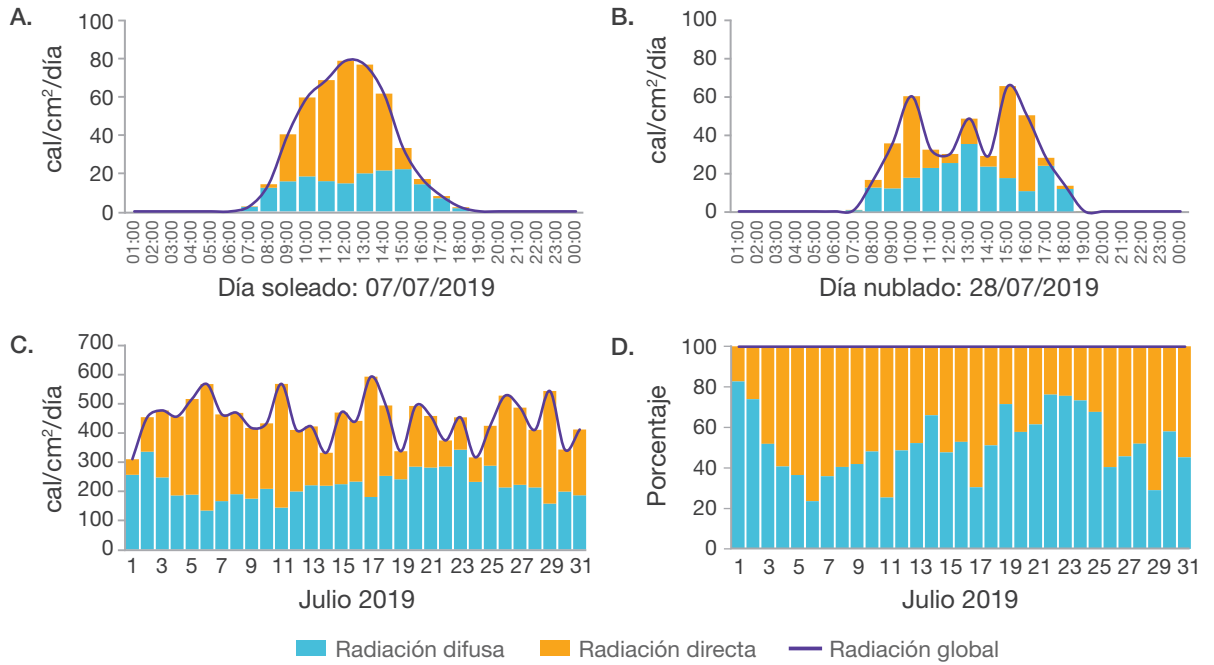 A.
cal/cm²/día
100
80
60
40
20
0
01:00 02:00 03:00 04:00 05:00 06:00 07:00 08:00 09:00 10:00 11:00 12:00 13:00 14:00 15:00 16:00 17:00 18:00 19:00 20:00 21:00 22:00 23:00 00:00
Día soleado: 07/07/2019
B.
cal/cm²/día
100
80
60
40
20
0
01:00 02:00 03:00 04:00 05:00 06:00 07:00 08:00 09:00 10:00 11:00 12:00 13:00 14:00 15:00 16:00 17:00 18:00 19:00 20:00 21:00 22:00 23:00 00:00
Día nublado: 28/07/2019
C.
cal/cm²/día
700
600
500
400
300
200
100
0
1 3 5 7 9 11 13 15 17 19 21 23 25 27 29 31
Julio 2019
D.
Porcentaje
100
80
60
40
20
0
1 3 5 7 9 11 13 15 17 19 21 23 25 27 29 31
Julio 2019
Radiación difusa Radiación directa Radiación global